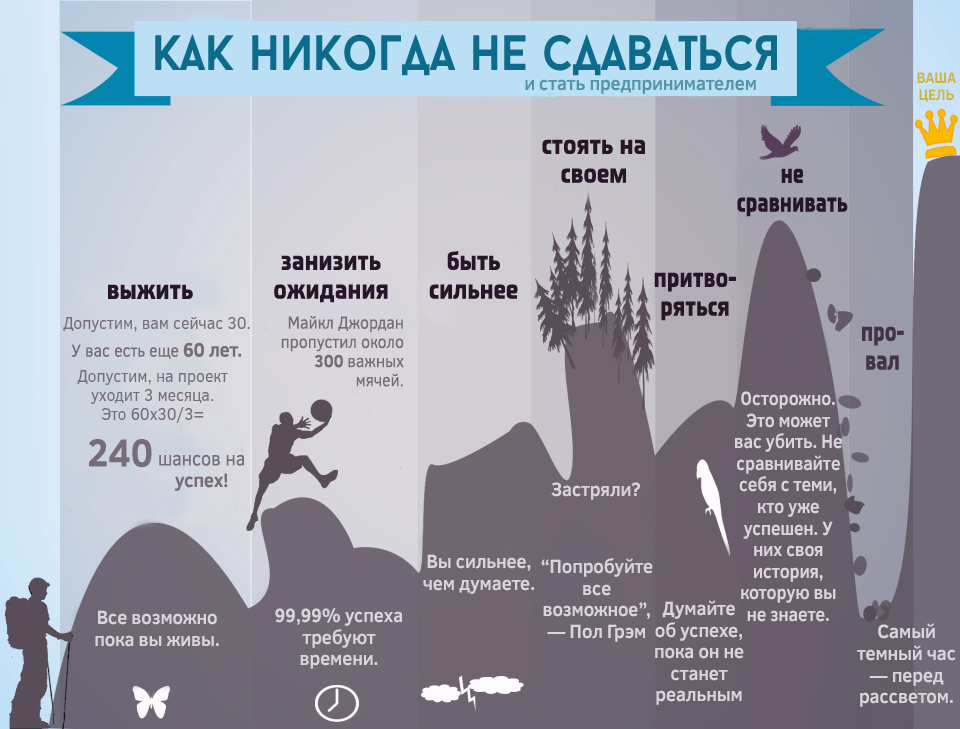 КАК НИКОГДА НЕ СДАВАТЬСЯ
и стать предпринимателем
ВАША
ЦЕЛЬ
выжить
Допустим, вам сейчас 30.
У вас есть еще 60 лет.
Допустим, на проект
уходит 3 месяца.
Это 60x30/3=
240 шансов на
успех!
Все возможно
пока вы живы.
занизить
ожидания
Майкл Джордан
пропустил около
300 важных
мячей.
99,99% успеха
требуют
времени.
быть
сильнее
Вы сильнее,
чем думаете.
стоять на
своем
Застряли?
“Попробуйте
все
возможное”,
— Пол Грэм
притво-
ряться
Думайте
об успехе,
пока он не
станет
реальным
не
сравнивать
Осторожно.
Это может
вас убить. Не
сравнивайте
себя с теми,
кто уже
успешен. У
них своя
история,
которую вы
не знаете.
про-
вал
Самый
темный час
— перед
рассветом.